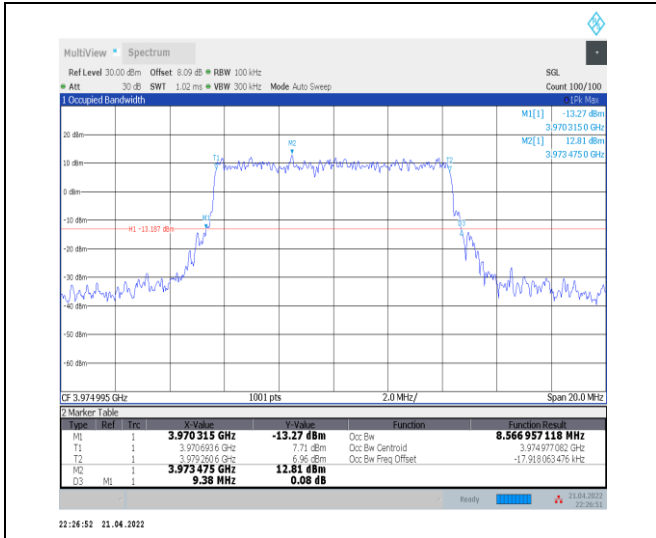 MultiView Spectrum
Ref Level 30.00 dBm Offset 8.09 dB RBW 100 kHz SGL
Att 30 dB SWT 1.02 ms VBW 300 kHz Mode Auto Sweep Count 100/100
1 Occupied Bandwidth 1Pk Max
M1[1] -13.27 dBm
3.9703150 GHz
M2[1] 12.81 dBm
3.9734750 GHz
20 dBm
M2
T1
T2
10 dBm
0 dBm
-10 dBm
M1
D3
H1 -13.187 dBm
-20 dBm
-30 dBm
-40 dBm
-50 dBm
-60 dBm
CF 3.974995 GHz 1001 pts 2.0 MHz/ Span 20.0 MHz
2 Marker Table
Type Ref Trc X-Value Y-Value Function Function Result
M1 1 3.970315 GHz -13.27 dBm Occ Bw 8.566957118 MHz
T1 1 3.9706936 GHz 7.71 dBm Occ Bw Centroid 3.974977082 GHz
T2 1 3.9792606 GHz 6.96 dBm Occ Bw Freq Offset -17.918063476 kHz
M2 1 3.973475 GHz 12.81 dBm
D3 M1 1 9.38 MHz 0.08 dB
Ready 21.04.2022
22:26:51
22:26:52 21.04.2022